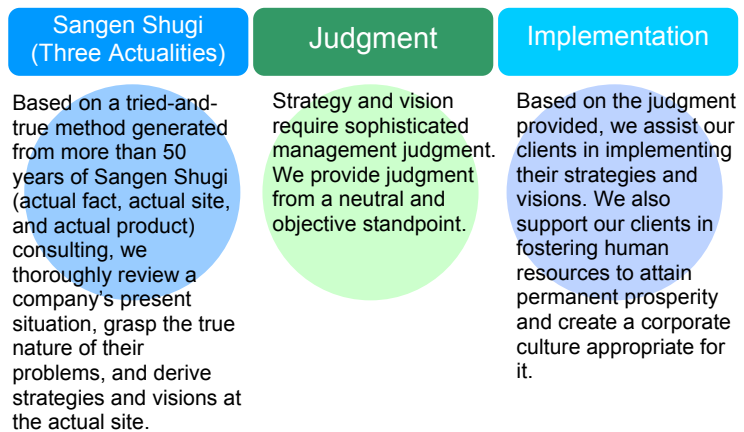 Sangen Shugi
(Three Actualities)
Based on a tried-and-
true method generated
from more than 50
years of Sangen Shugi
(actual fact, actual site,
and actual product)
consulting, we
thoroughly review a
company's present
situation, grasp the true
nature of their
problems, and derive
strategies and visions at
the actual site.
Judgment
Strategy and vision
require sophisticated
management judgment.
We provide judgment
from a neutral and
objective standpoint.
Implementation
Based on the judgment
provided, we assist our
clients in implementing
their strategies and
visions. We also
support our clients in
fostering human
resources to attain
permanent prosperity
and create a corporate
culture appropriate for
it.